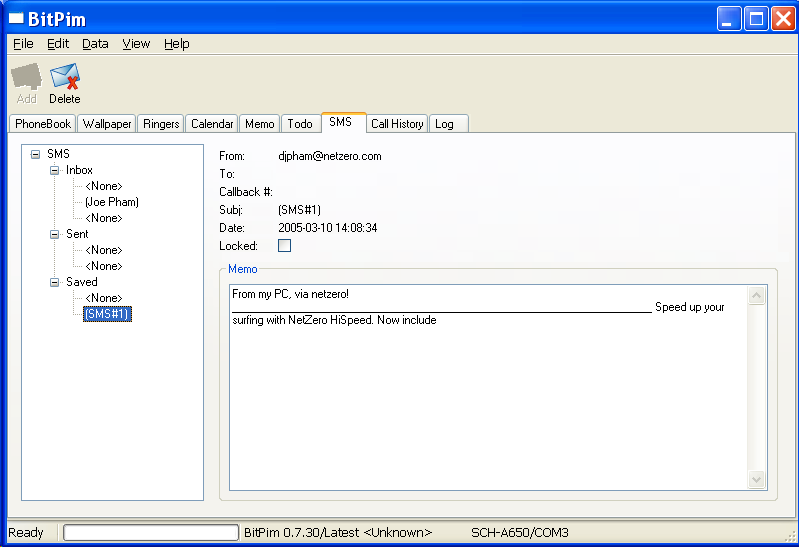 BitPim
File Edit Data View Help
Add Delete
PhoneBook Wallpaper Ringers Calendar Memo Todo SMS Call History Log
SMS
Inbox
<None>
(Joe Pham)
<None>
Sent
<None>
<None>
Saved
<None>
(SMS#1)
From: djpham@netzero.com
To:
Callback #:
Subj: (SMS#1)
Date: 2005-03-10 14:08:34
Locked:
Memo
From my PC, via netzero!
Speed up your
surfing with NetZero HiSpeed. Now include
Ready BitPim 0.7.30/Latest <Unknown> SCH-A650/COM3